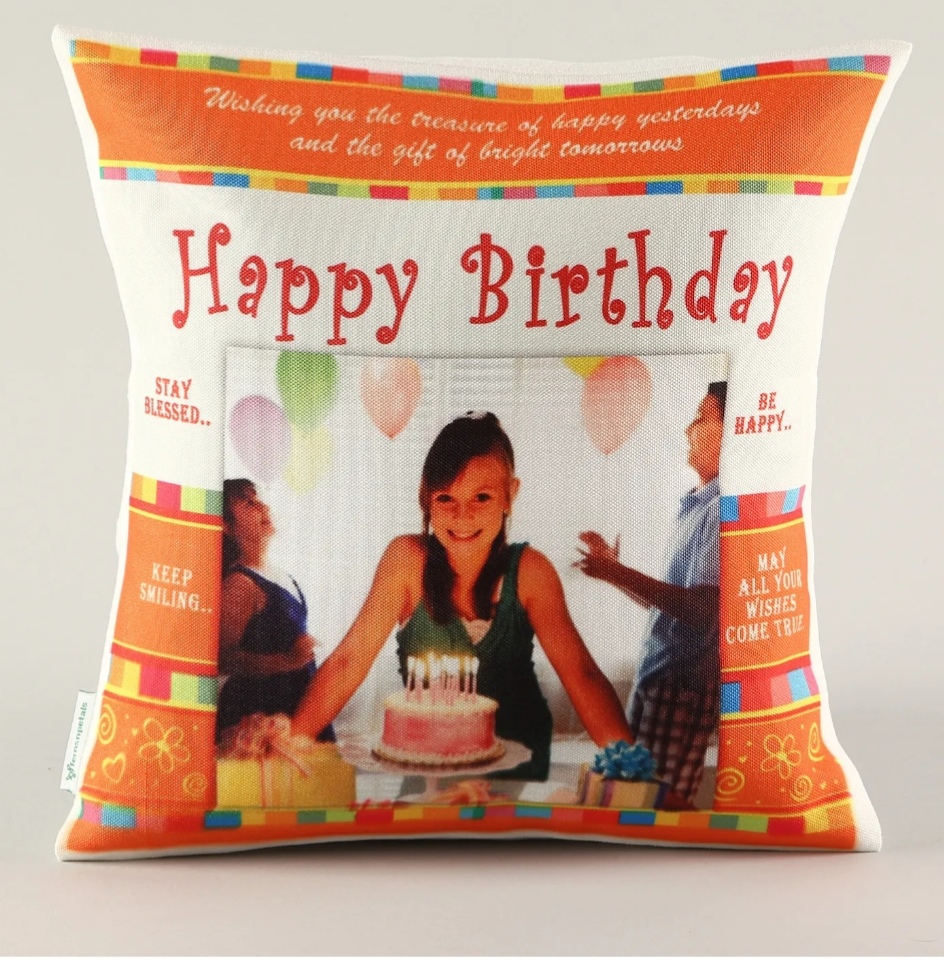 Wishing you the treasure of happy yesterdays
and the gift of bright tomorrows
Happy Birthday
STAY
BLESSED..
BE
HAPPY..
KEEP
SMILING..
MAY
ALL YOUR
WISHES
COME TRUE
fernsnpetals